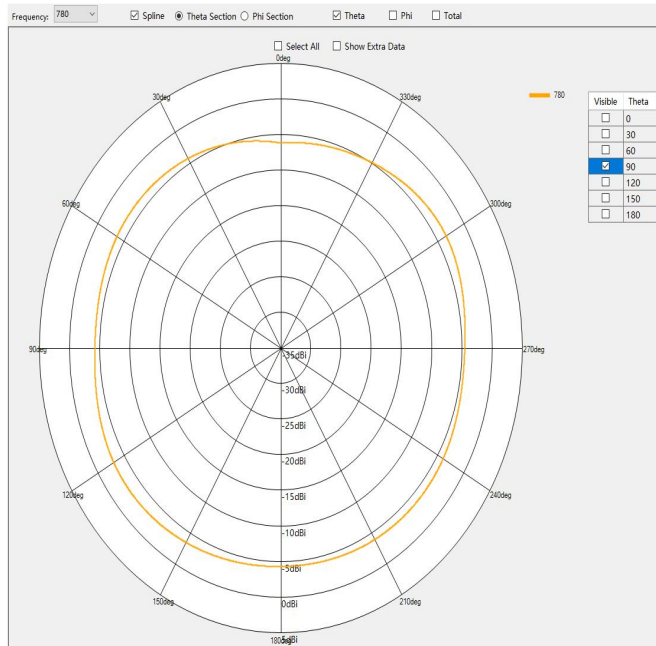 Frequency: 780 Spline Theta Section Phi Section Theta Phi Total
Select All Show Extra Data
0deg
30deg 330deg
780
Visible Theta
0
30
60
90
120
150
180
60deg 300deg
90deg 270deg
-35dBi
-30dBi
-25dBi
-20dBi
120deg 240deg
-15dBi
-10dBi
-5dBi
150deg 210deg
0dBi
180deg 5dBi